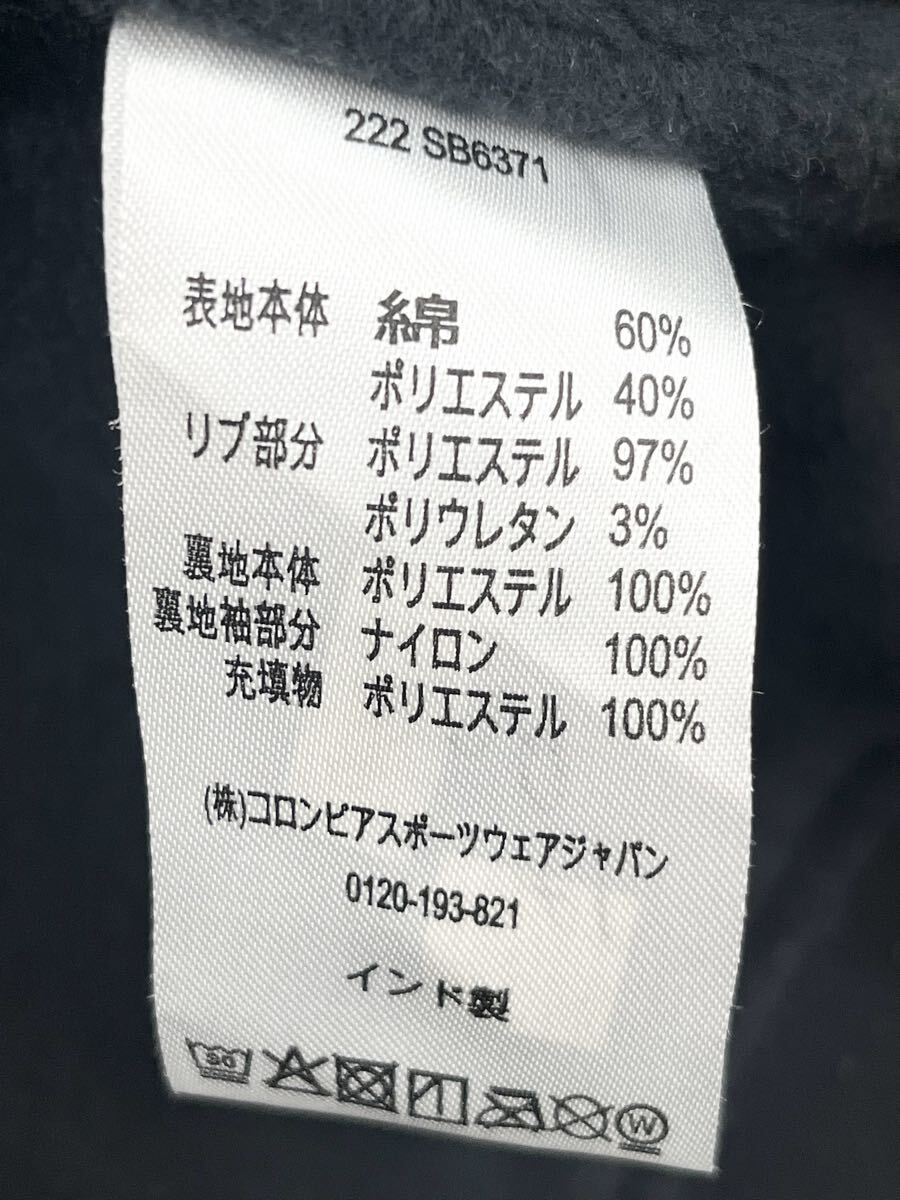 222 SB6371
表地本体 綿 60%
ポリエステル 40%
リブ部分 ポリエステル 97%
ポリウレタン 3%
裏地本体 ポリエステル 100%
裏地袖部分 ナイロン 100%
充填物 ポリエステル 100%
(株)コロンビアスポーツウェアジャパン
0120-193-821
インド製
W